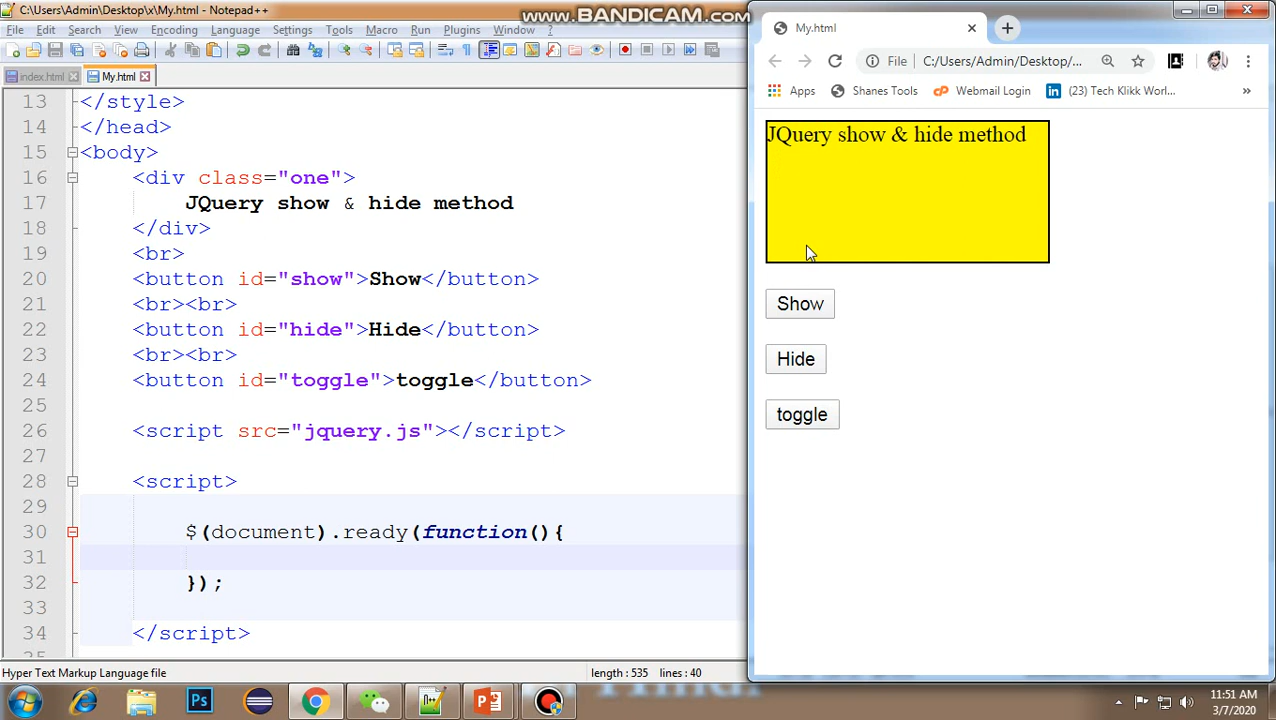 C:\Users\Admin\Desktop\x\My.html - Notepad++
www.BANDICAM.com
File Edit Search View Encoding Language Settings Tools Macro Run Plugins Window ?
index.html My.html
13 </style>
14 </head>
15 <body>
16 <div class="one">
17 JQuery show & hide method
18 </div>
19 <br>
20 <button id="show">Show</button>
21 <br><br>
22 <button id="hide">Hide</button>
23 <br><br>
24 <button id="toggle">toggle</button>
25
26 <script src="jquery.js"></script>
27
28 <script>
29
30 $(document).ready(function(){
31
32 });
33
34 </script>
Hyper Text Markup Language file length : 535 lines : 40
My.html
File C:/Users/Admin/Desktop/...
Apps Shanes Tools Webmail Login (23) Tech Klikk Worl... »
JQuery show & hide method
Show
Hide
toggle
11:51 AM
3/7/2020